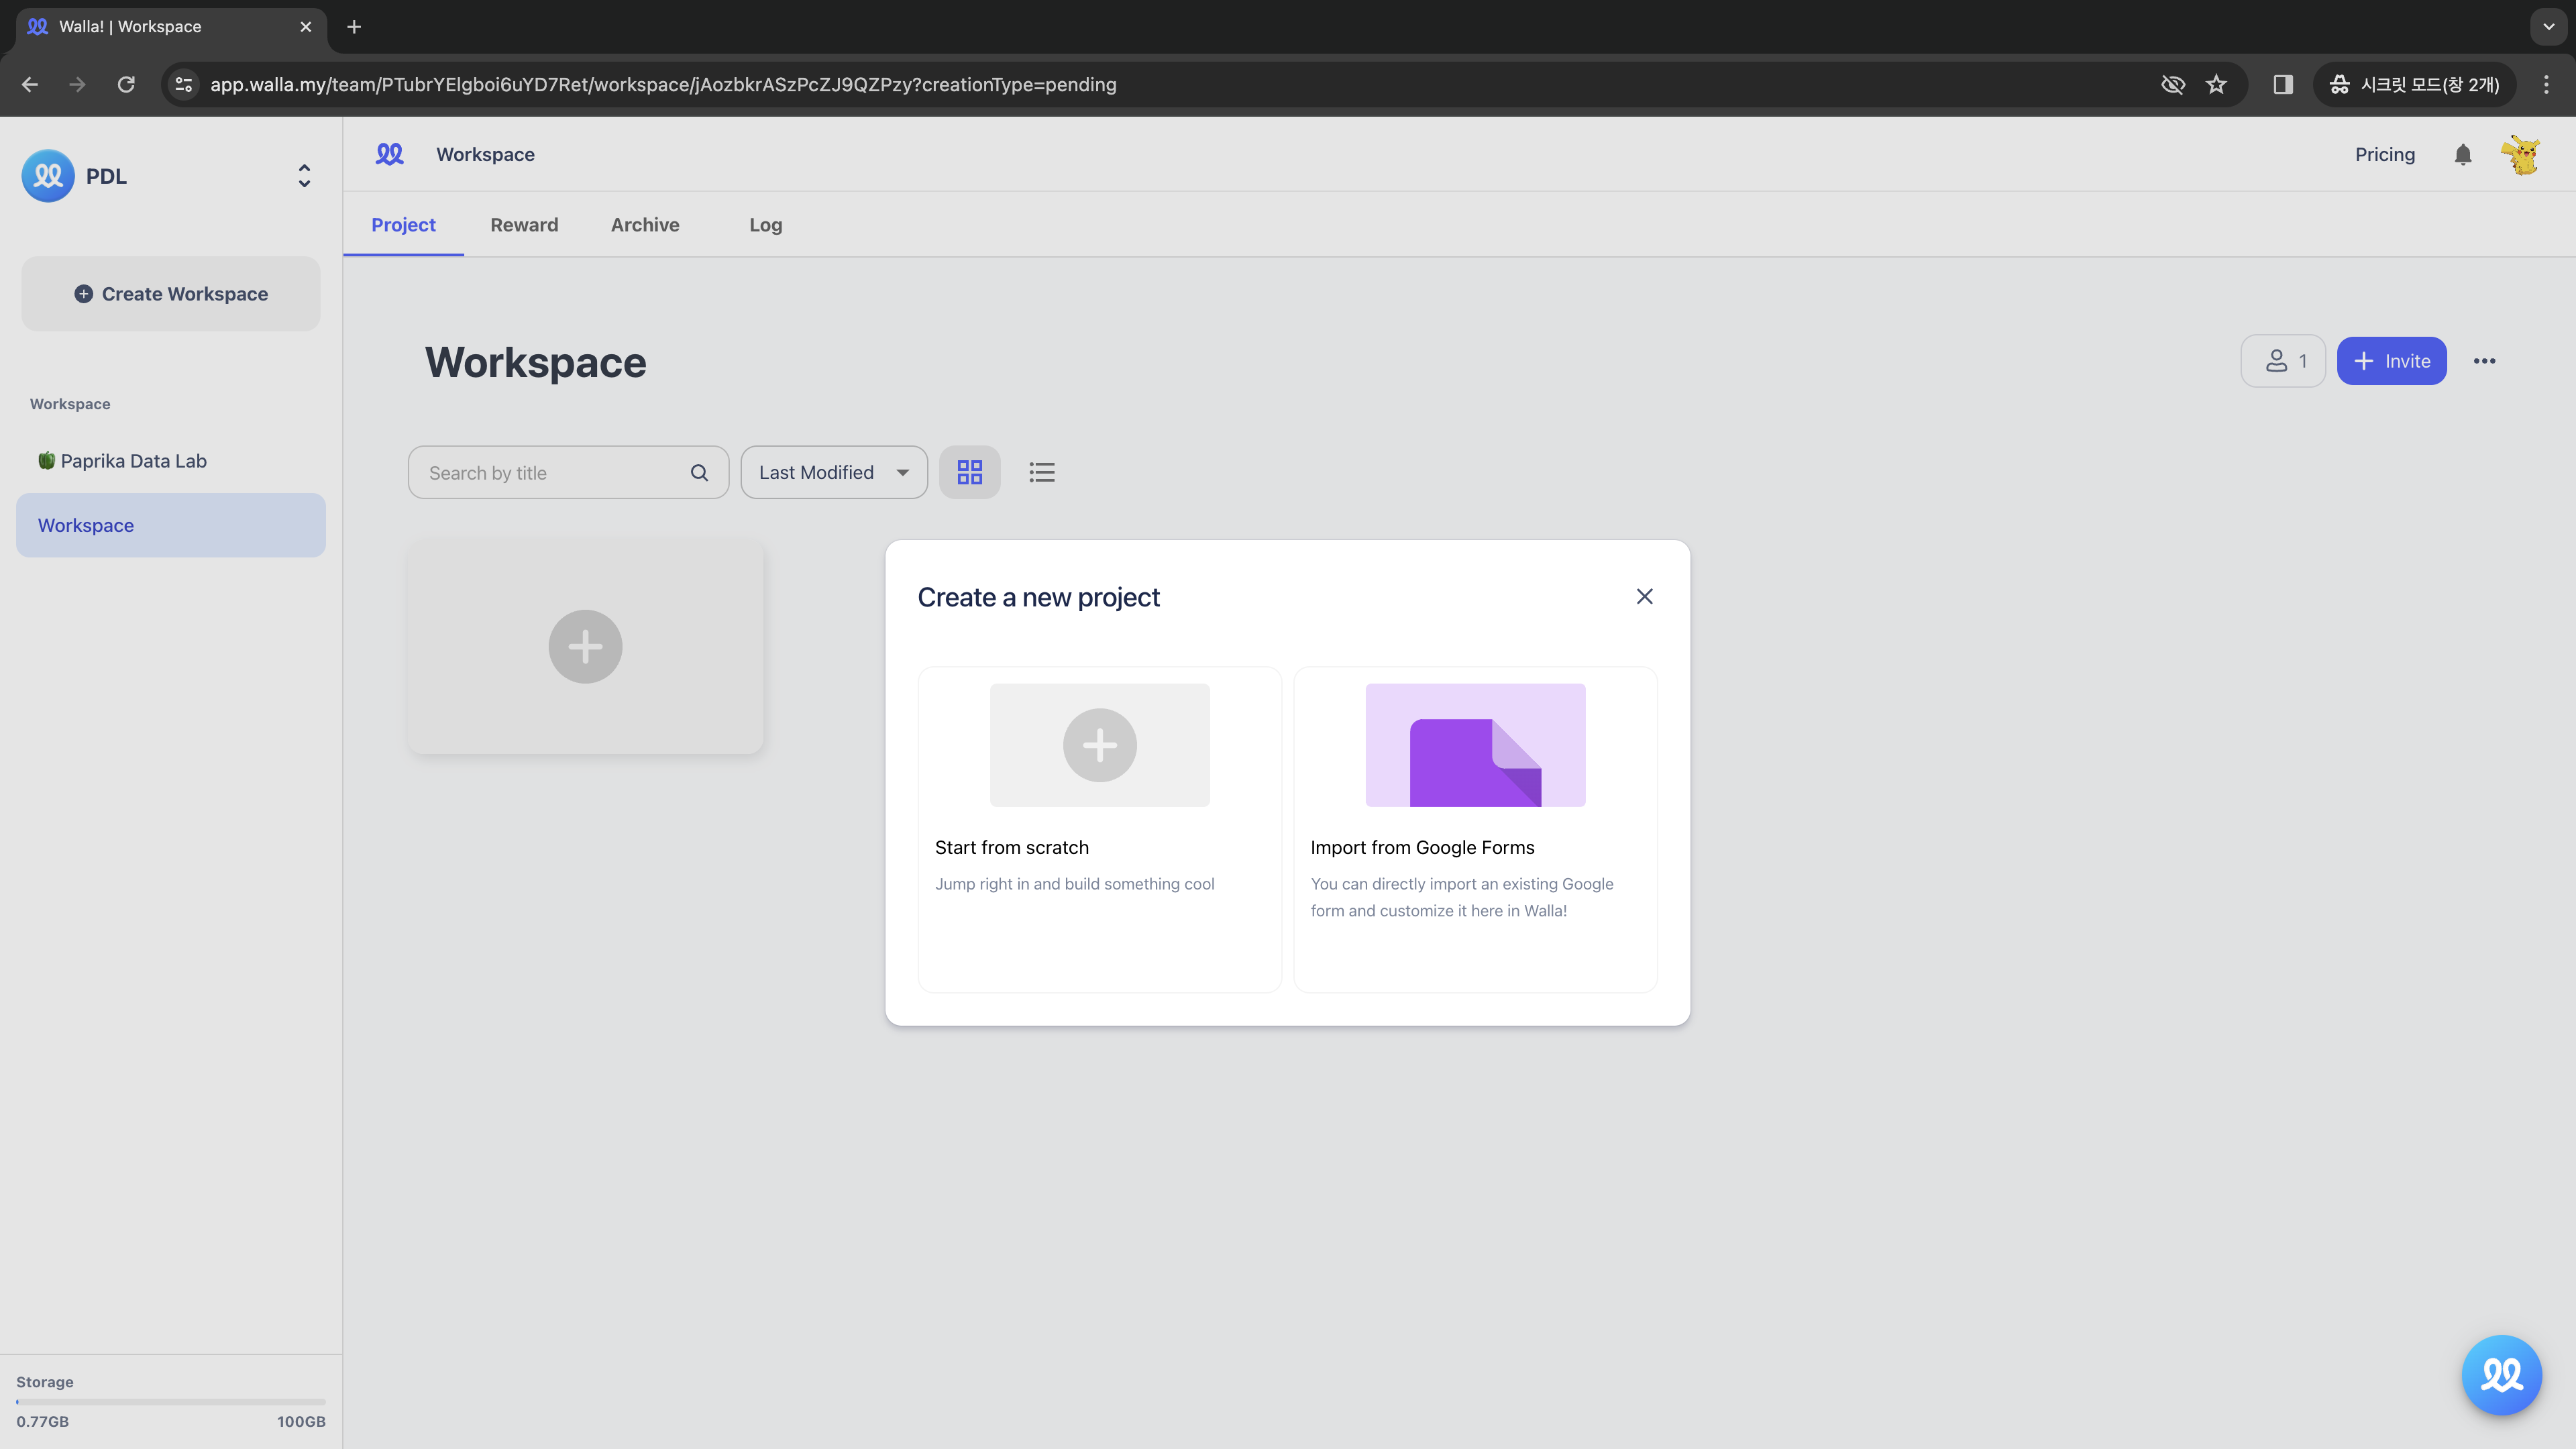 Walla! | Workspace
app.walla.my/team/PTubrYEIgboi6uYD7Ret/workspace/jAozbkrASzPcZJ9QZPzy?creationType=pending
시크릿 모드(창 2개)
PDL
Workspace
Pricing
Project
Reward
Archive
Log
Create Workspace
Workspace
1
Invite
Workspace
Paprika Data Lab
Search by title
Last Modified
Workspace
Create a new project
Start from scratch
Import from Google Forms
Jump right in and build something cool
You can directly import an existing Google
form and customize it here in Walla!
Storage
0.77GB
100GB